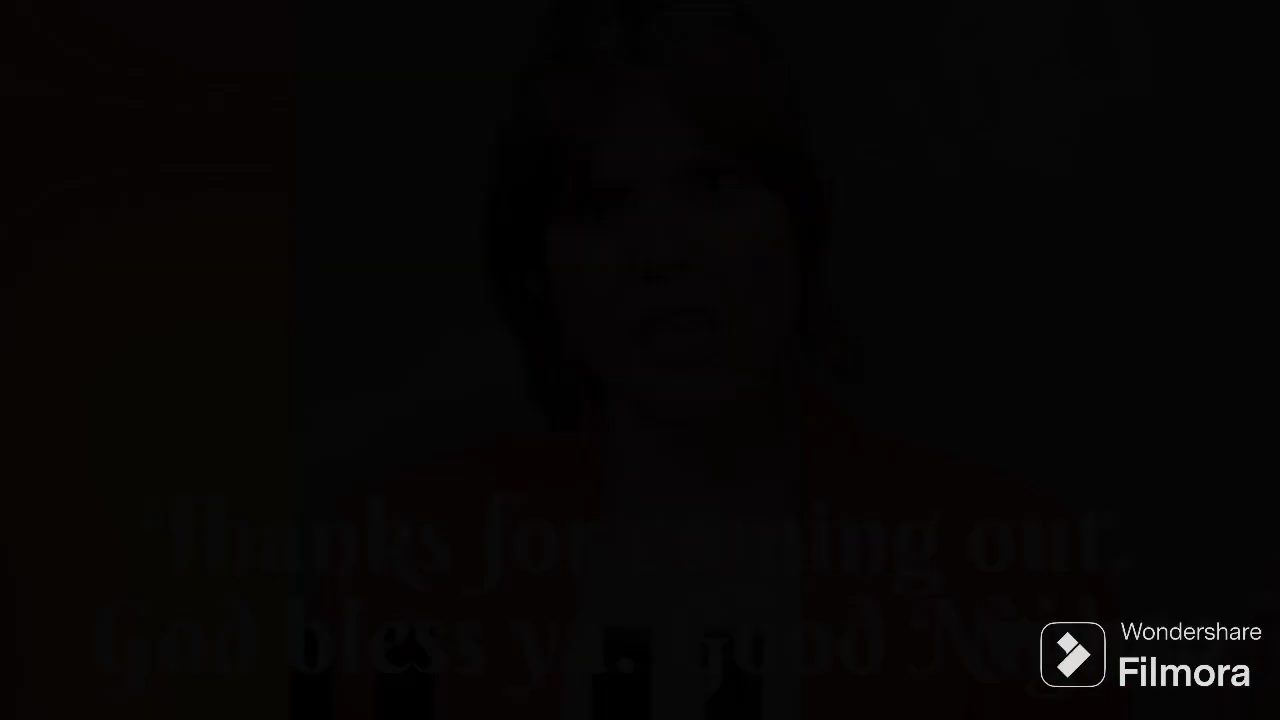 Thanks for coming out.
God bless you. Good Night
Wondershare
Filmora